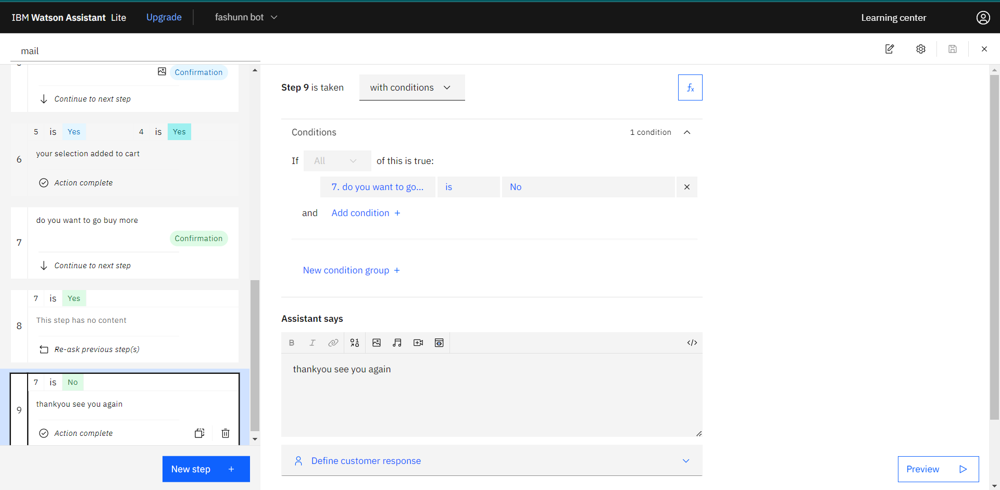 IBM Watson Assistant Lite Upgrade fashunn bot Learning center
mail
Confirmation
Continue to next step
5 is Yes 4 is Yes
6
your selection added to cart
Action complete
7
do you want to go buy more
Confirmation
Continue to next step
7 is Yes
8
This step has no content
Re-ask previous step(s)
7 is No
9
thankyou see you again
Action complete
New step +
Step 9 is taken with conditions
fx
Conditions 1 condition
If All of this is true:
7. do you want to go... is No
and Add condition +
New condition group +
Assistant says
B I </>
thankyou see you again
Define customer response
Preview